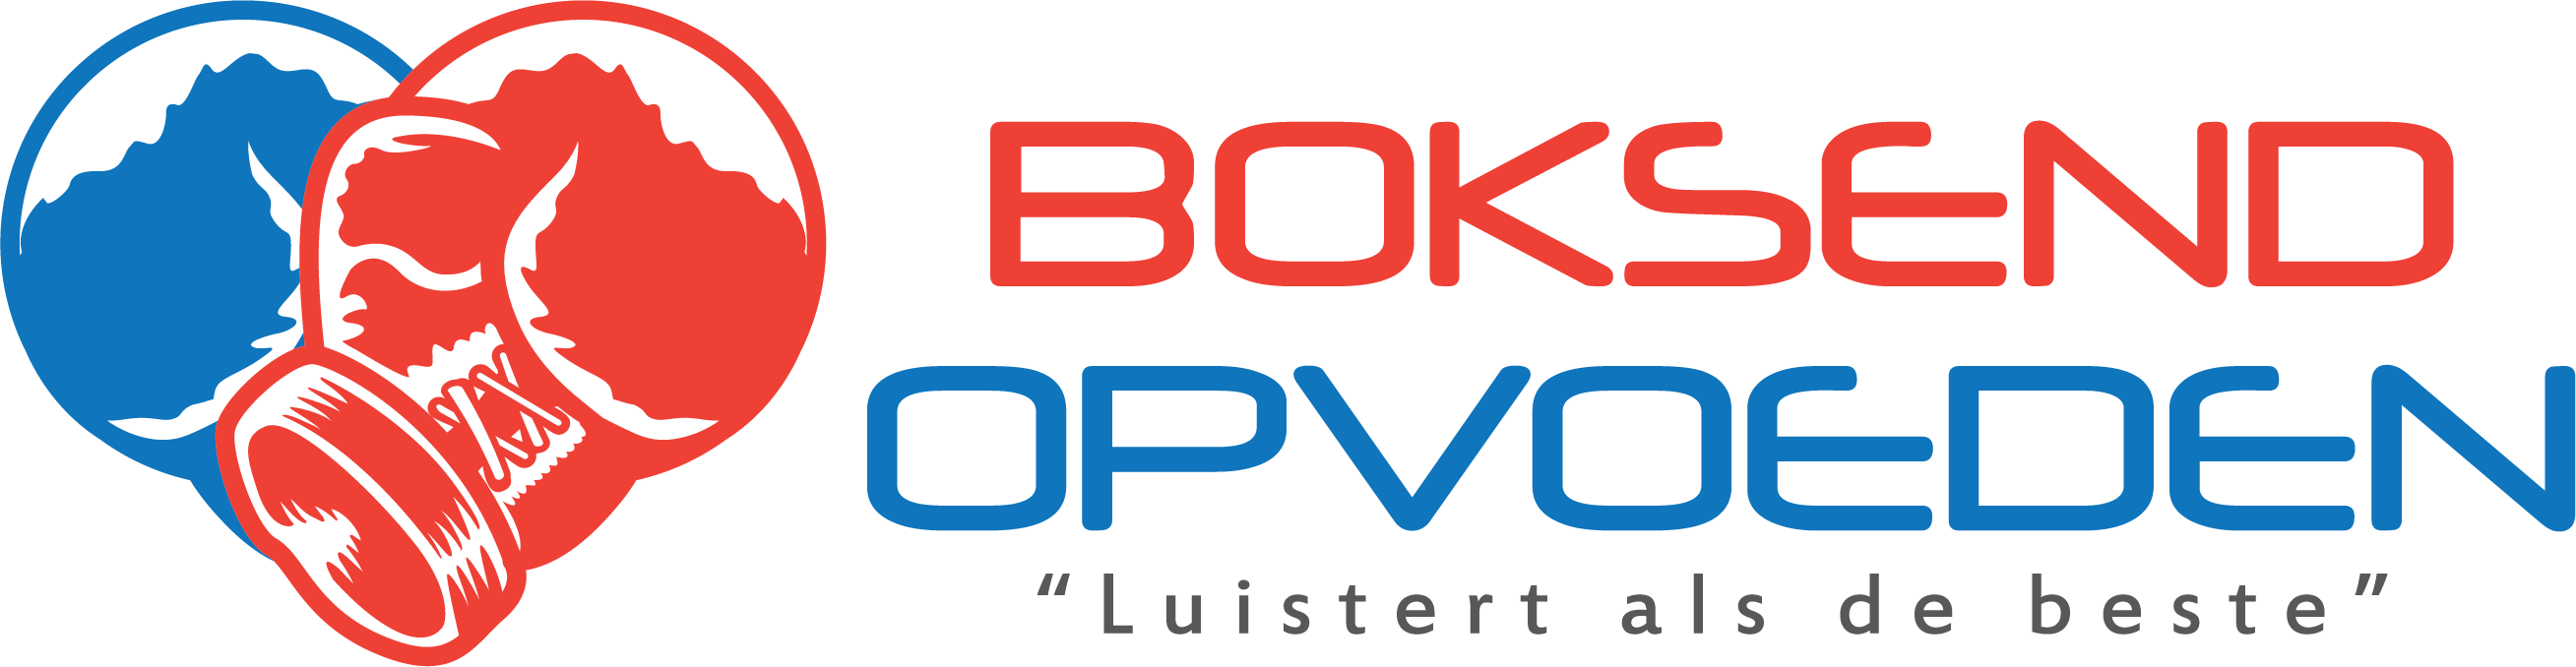 BOKSEND
OPVOEDEN
“Luistert als de beste”